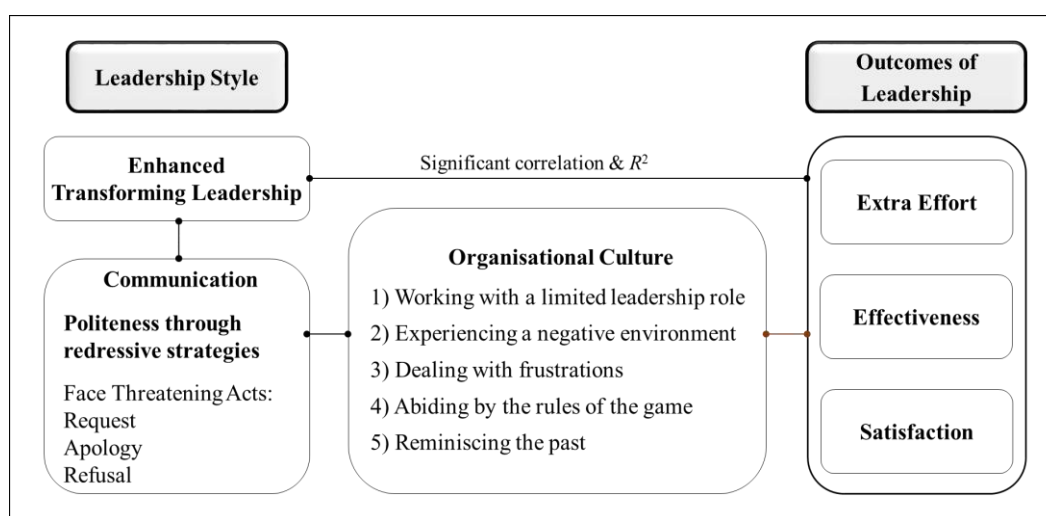 Leadership Style
Outcomes of
Leadership
Enhanced
Transforming Leadership
Significant correlation & R²
Extra Effort
Communication
Politeness through
redressive strategies
Face Threatening Acts:
Request
Apology
Refusal
Organisational Culture
1) Working with a limited leadership role
2) Experiencing a negative environment
3) Dealing with frustrations
4) Abiding by the rules of the game
5) Reminiscing the past
Effectiveness
Satisfaction